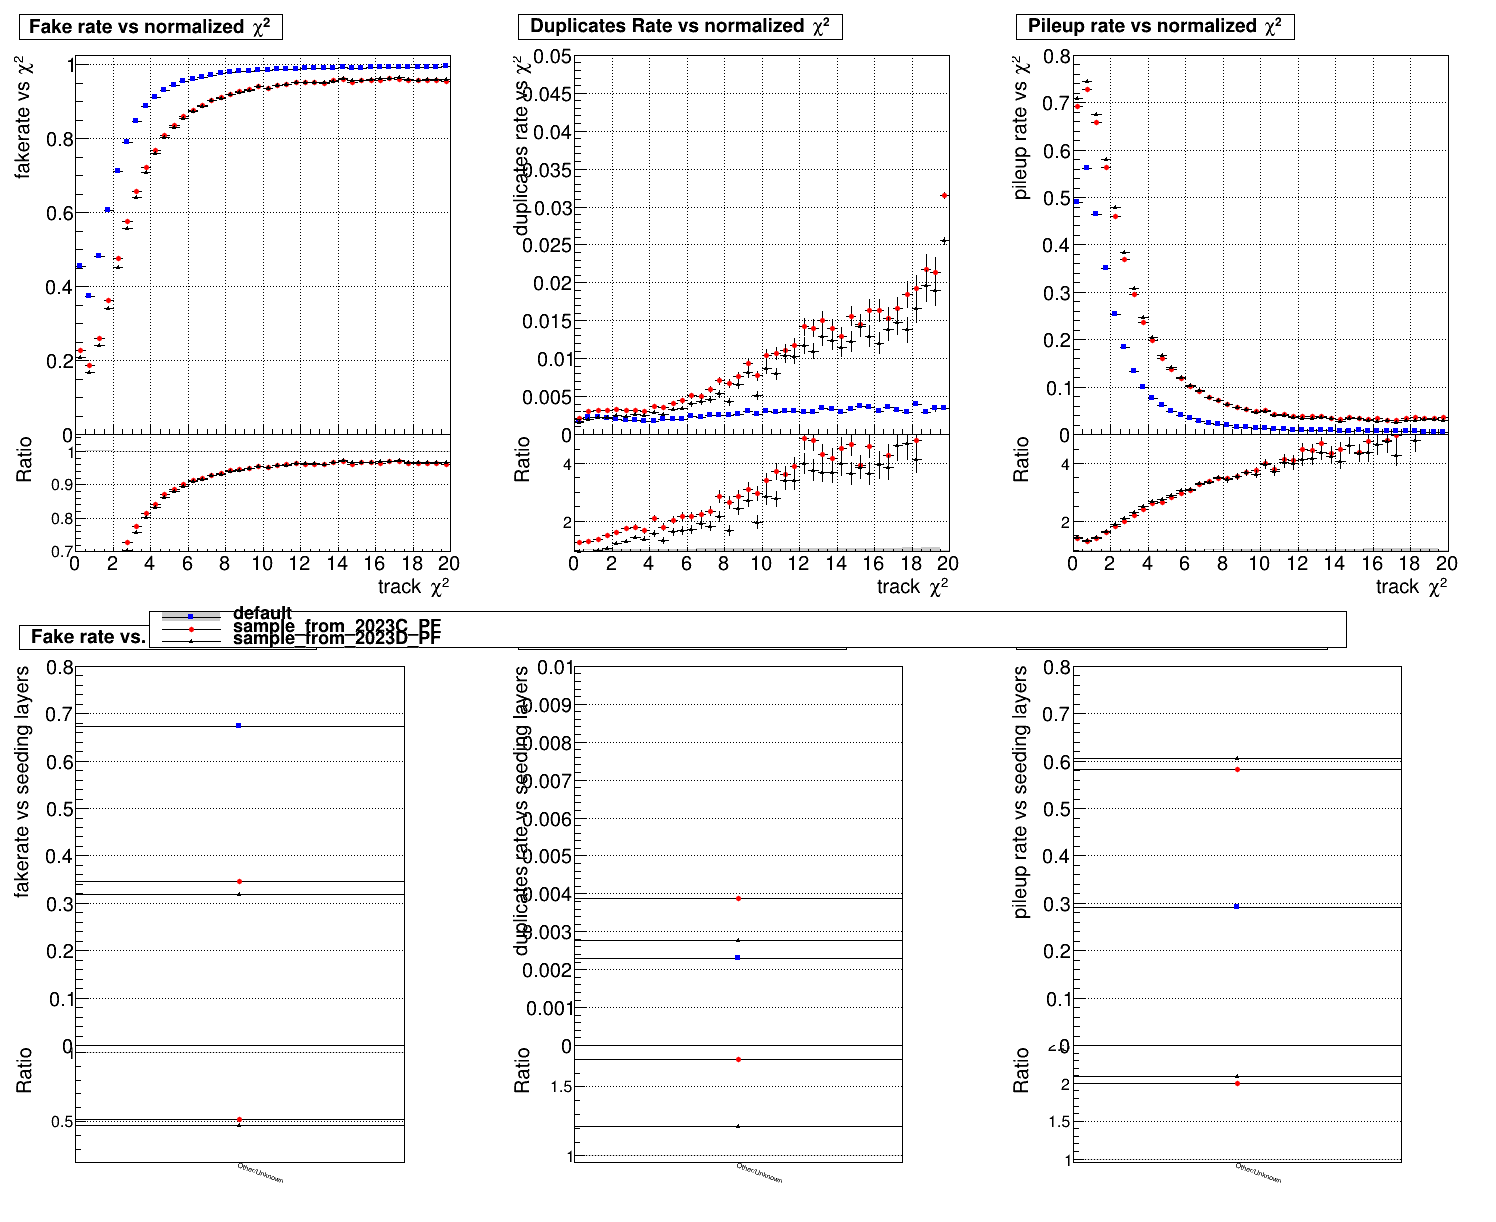 Fake rate vs normalized χ²
Duplicates Rate vs normalized χ²
Pileup rate vs normalized χ²
fakerate vs χ²
1
0.8
0.6
0.4
0.2
0
Ratio
1
0.9
0.8
0.7
0 2 4 6 8 10 12 14 16 18 20
track χ²
duplicates rate vs χ²
0.05
0.045
0.04
0.035
0.03
0.025
0.02
0.015
0.01
0.005
0
Ratio
4
2
0 2 4 6 8 10 12 14 16 18 20
track χ²
pileup rate vs χ²
0.8
0.7
0.6
0.5
0.4
0.3
0.2
0.1
0
Ratio
4
2
0 2 4 6 8 10 12 14 16 18 20
track χ²
default
sample_from_2023C_PF
sample_from_2023D_PF
Fake rate vs.
fakerate vs seeding layers
0.8
0.7
0.6
0.5
0.4
0.3
0.2
0.1
0
Ratio
1
0.5
Other/Unknown
duplicates rate vs seeding layers
0.01
0.009
0.008
0.007
0.006
0.005
0.004
0.003
0.002
0.001
0
Ratio
1.5
1
Other/Unknown
pileup rate vs seeding layers
0.8
0.7
0.6
0.5
0.4
0.3
0.2
0.1
0
Ratio
2
1.5
1
Other/Unknown